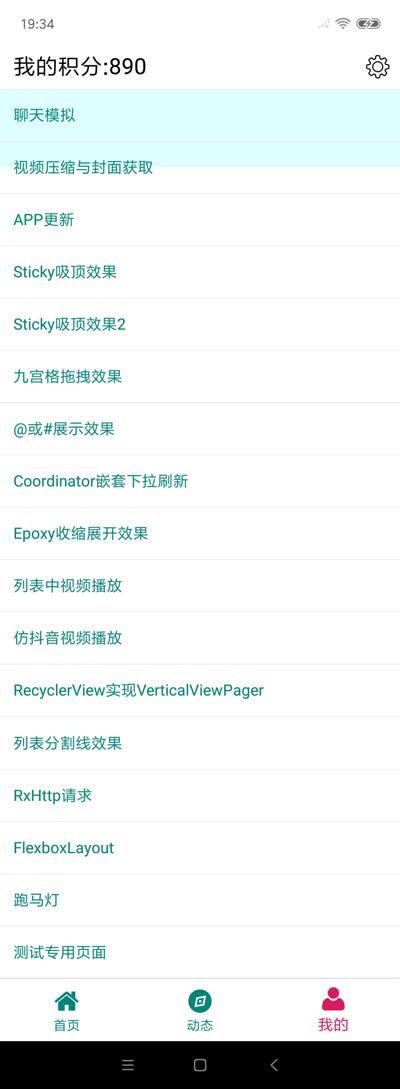 19:34
我的积分:890
聊天模拟
视频压缩与封面获取
APP更新
Sticky吸顶效果
Sticky吸顶效果2
九宫格拖拽效果
@或#展示效果
Coordinator嵌套下拉刷新
Epoxy收缩展开效果
列表中视频播放
仿抖音视频播放
RecyclerView实现VerticalViewPager
列表分割线效果
RxHttp请求
FlexboxLayout
跑马灯
测试专用页面
首页 动态 我的